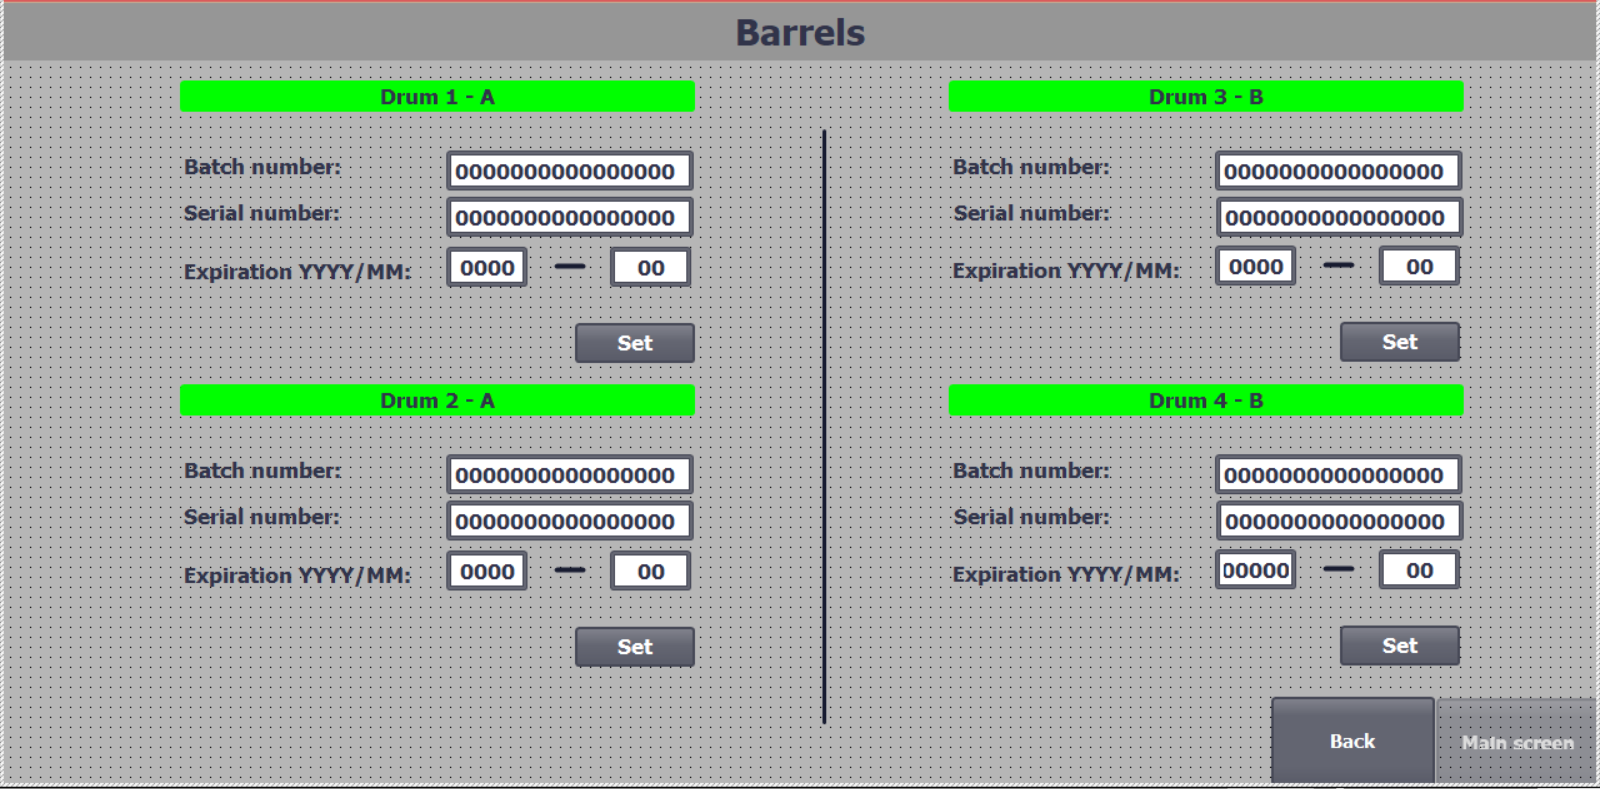 Barrels
Drum 1 - A
Batch number: 0000000000000000
Serial number: 0000000000000000
Expiration YYYY/MM: 0000 — 00
Set
Drum 2 - A
Batch number: 0000000000000000
Serial number: 0000000000000000
Expiration YYYY/MM: 0000 — 00
Set
Drum 3 - B
Batch number: 0000000000000000
Serial number: 0000000000000000
Expiration YYYY/MM: 0000 — 00
Set
Drum 4 - B
Batch number: 0000000000000000
Serial number: 0000000000000000
Expiration YYYY/MM: 00000 — 00
Set
Back
Main screen